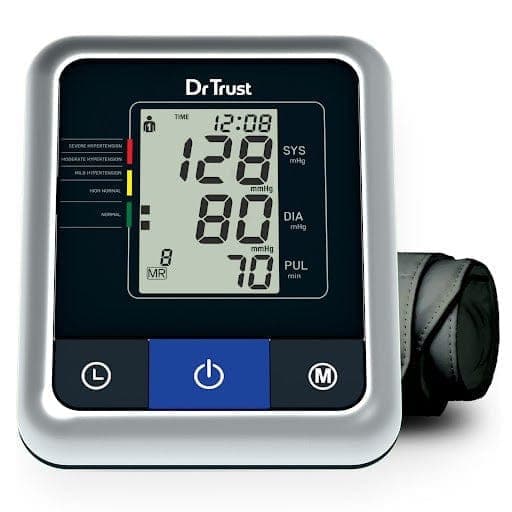 Dr Trust
1
TIME
12:08
SEVERE HYPERTENSION
MODERATE HYPERTENSION
MILD HYPERTENSION
HIGH NORMAL
NORMAL
128
SYS
mHg
mmHg
80
DIA
mHg
mmHg
8
MR
70
PUL
min
M